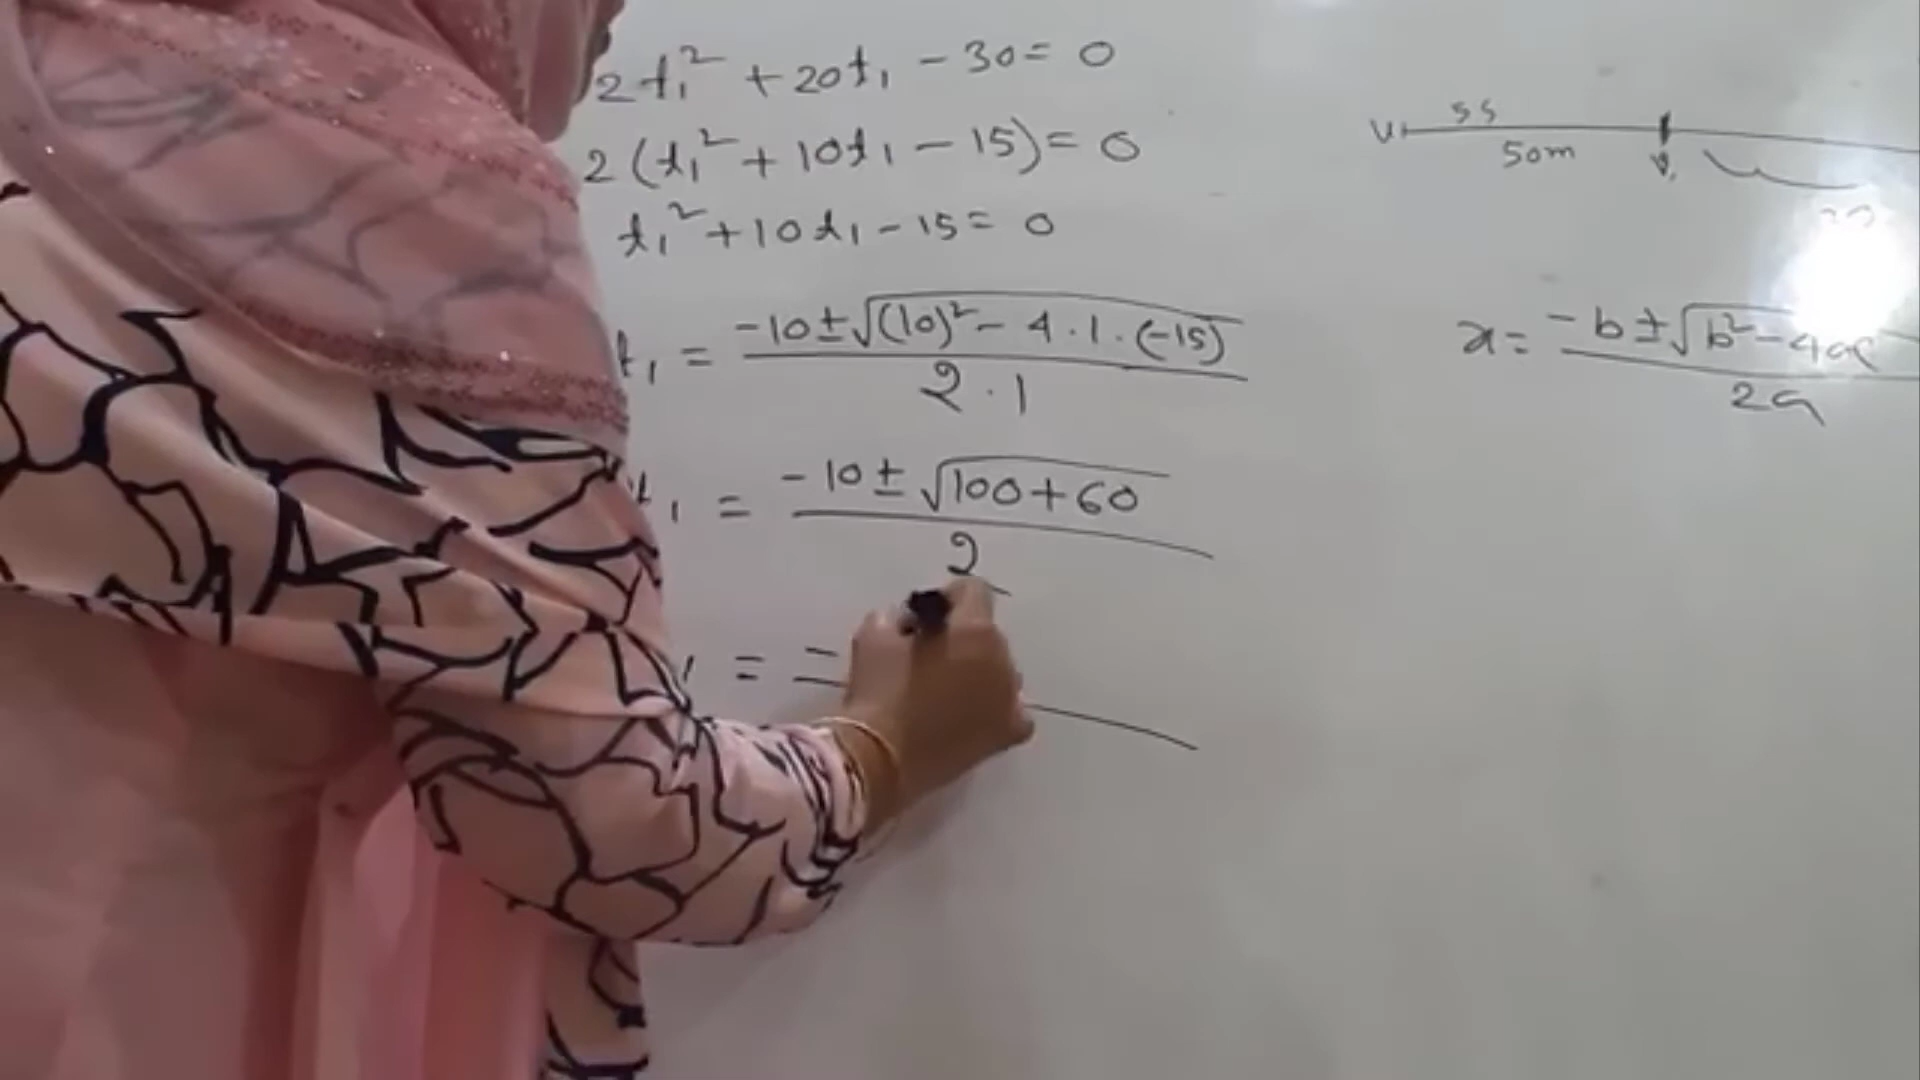 2t₁² + 20t₁ - 30 = 0
2(t₁² + 10t₁ - 15) = 0
t₁² + 10t₁ - 15 = 0
t₁ = -10 ± √(10)² - 4 · 1 · (-15) / 2 · 1
t₁ = -10 ± √100 + 60 / 2
= -
u 5s
50m v₁
x = -b ± √b² - 4ac / 2a